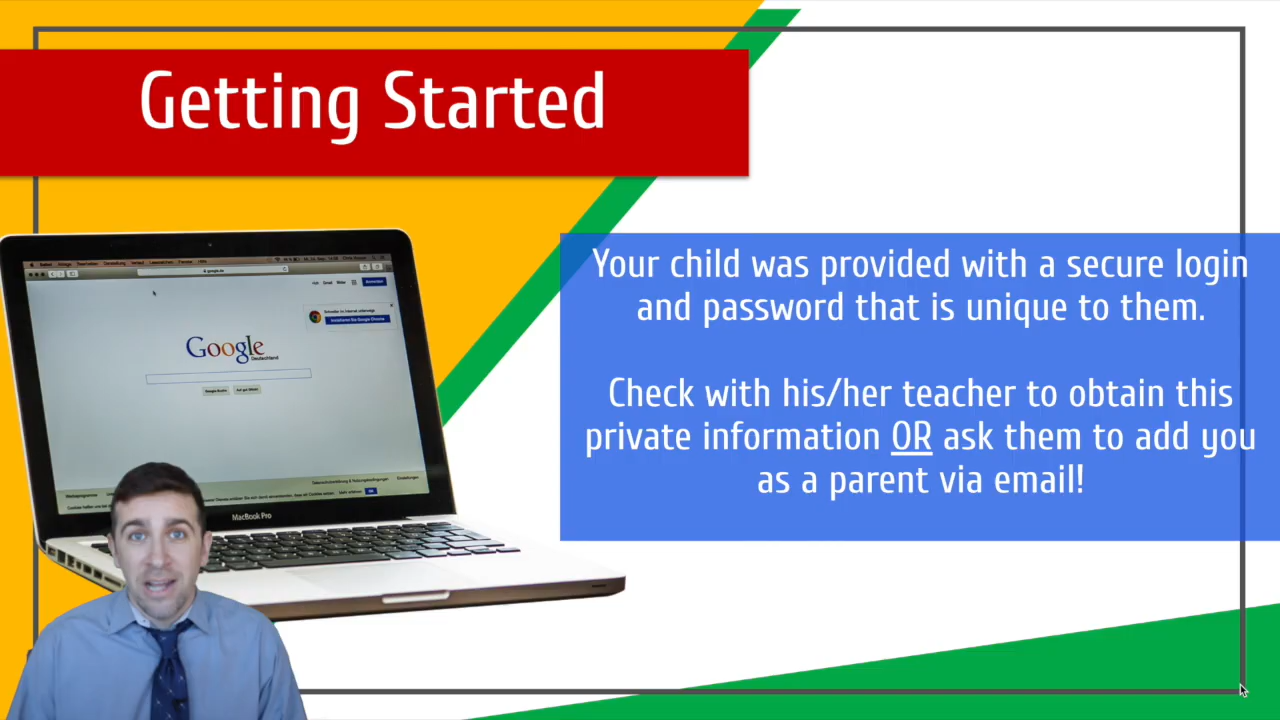 Getting Started
Your child was provided with a secure login
and password that is unique to them.
Check with his/her teacher to obtain this
private information OR ask them to add you
as a parent via email!
Google
Deutschland
MacBook Pro